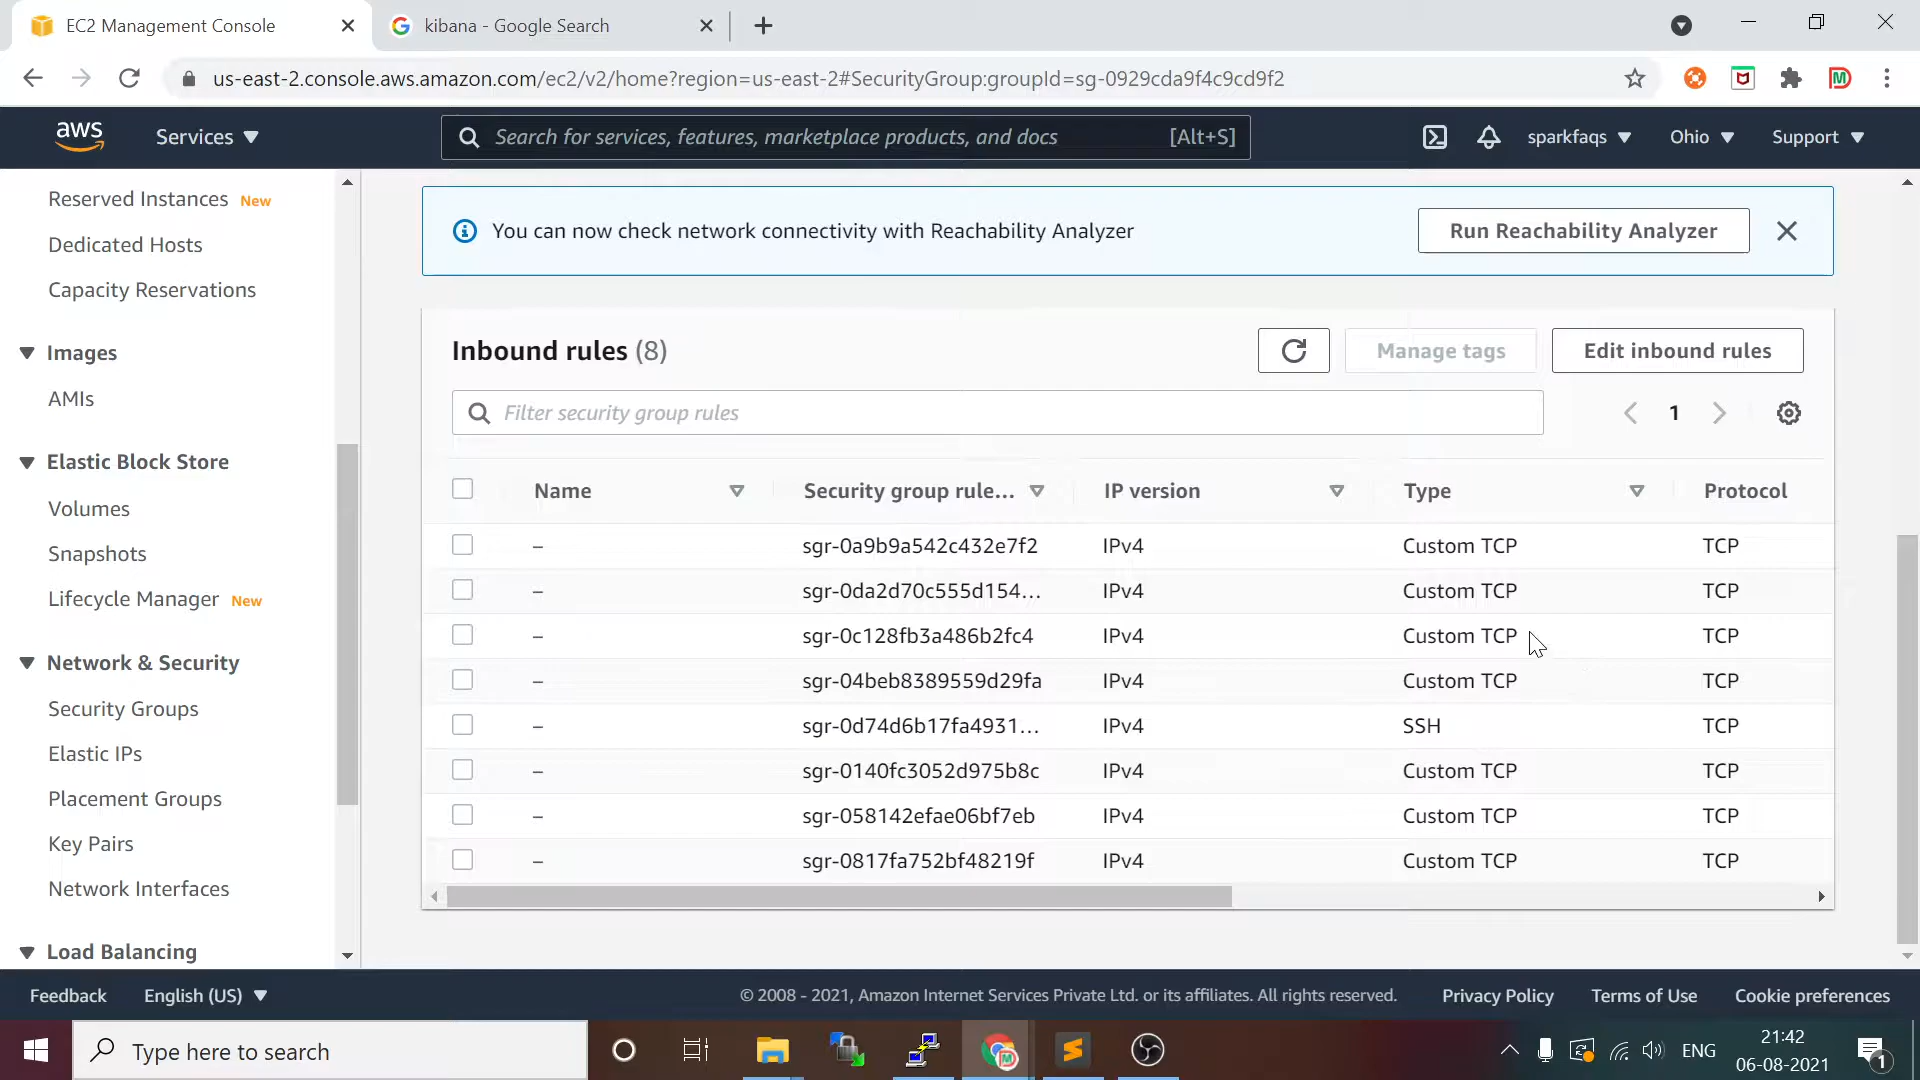 EC2 Management Console
kibana - Google Search
us-east-2.console.aws.amazon.com/ec2/v2/home?region=us-east-2#SecurityGroup:groupId=sg-0929cda9f4c9cd9f2
aws
Services
Search for services, features, marketplace products, and docs [Alt+S]
sparkfaqs
Ohio
Support
Reserved Instances New
Dedicated Hosts
Capacity Reservations
Images
AMIs
Elastic Block Store
Volumes
Snapshots
Lifecycle Manager New
Network & Security
Security Groups
Elastic IPs
Placement Groups
Key Pairs
Network Interfaces
Load Balancing
You can now check network connectivity with Reachability Analyzer
Run Reachability Analyzer
Inbound rules (8)
Manage tags
Edit inbound rules
Filter security group rules
1
Name Security group rule... IP version Type Protocol
– sgr-0a9b9a542c432e7f2 IPv4 Custom TCP TCP
– sgr-0da2d70c555d154... IPv4 Custom TCP TCP
– sgr-0c128fb3a486b2fc4 IPv4 Custom TCP TCP
– sgr-04beb8389559d29fa IPv4 Custom TCP TCP
– sgr-0d74d6b17fa4931... IPv4 SSH TCP
– sgr-0140fc3052d975b8c IPv4 Custom TCP TCP
– sgr-058142efae06bf7eb IPv4 Custom TCP TCP
– sgr-0817fa752bf48219f IPv4 Custom TCP TCP
Feedback
English (US)
© 2008 - 2021, Amazon Internet Services Private Ltd. or its affiliates. All rights reserved.
Privacy Policy
Terms of Use
Cookie preferences
Type here to search
ENG
21:42
06-08-2021
1